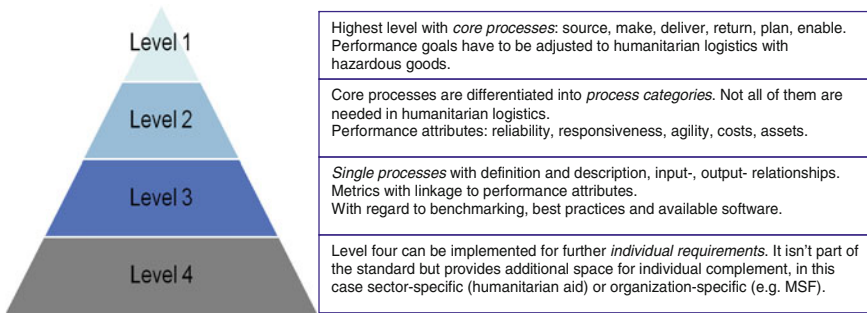 Level 1
Highest level with core processes: source, make, deliver, return, plan, enable.
Performance goals have to be adjusted to humanitarian logistics with
hazardous goods.
Level 2
Core processes are differentiated into process categories. Not all of them are
needed in humanitarian logistics.
Performance attributes: reliability, responsiveness, agility, costs, assets.
Level 3
Single processes with definition and description, input-, output- relationships.
Metrics with linkage to performance attributes.
With regard to benchmarking, best practices and available software.
Level 4
Level four can be implemented for further individual requirements. It isn't part of
the standard but provides additional space for individual complement, in this
case sector-specific (humanitarian aid) or organization-specific (e.g. MSF).